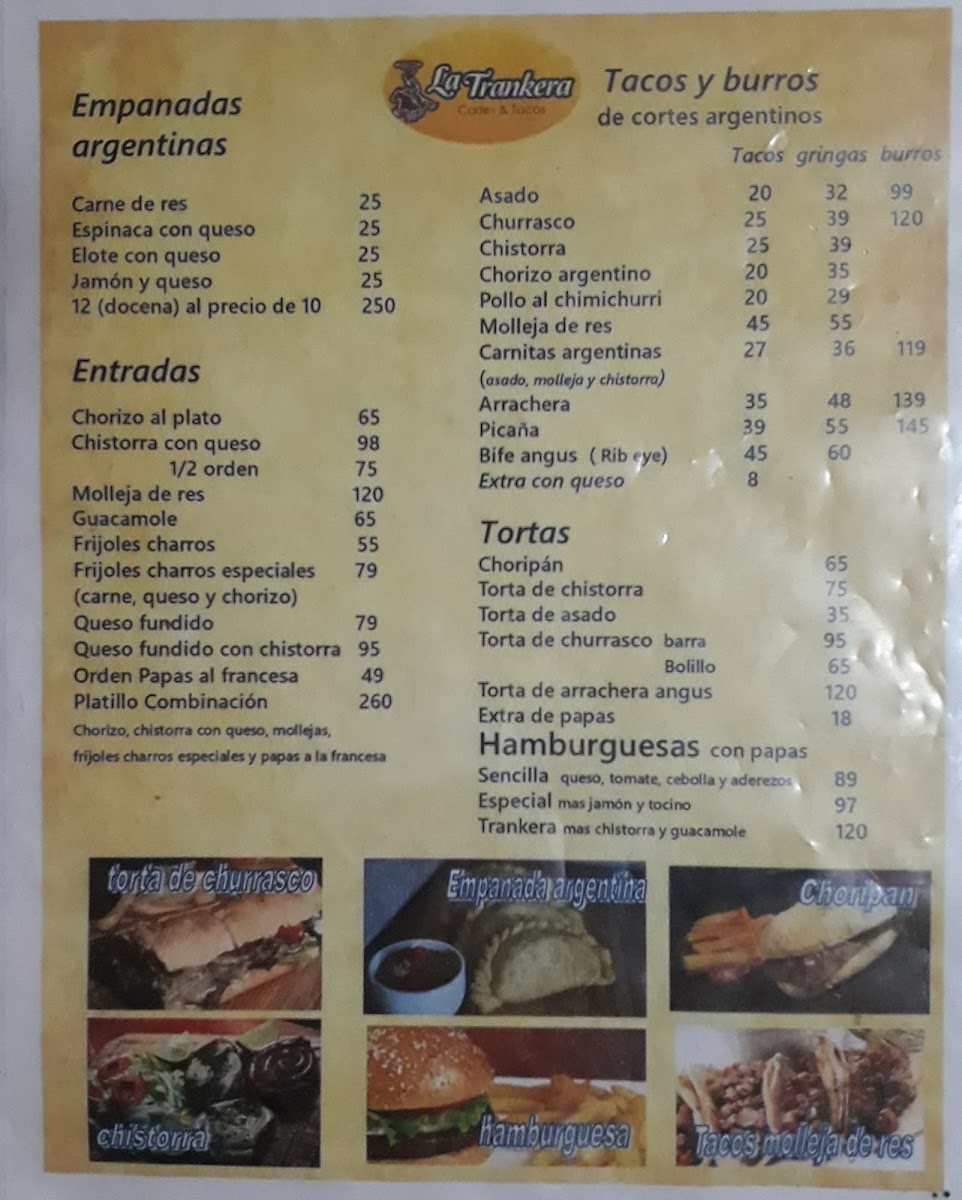 La Trankera
Cortes & Tacos
Empanadas
argentinas
Carne de res 25
Espinaca con queso 25
Elote con queso 25
Jamón y queso 25
12 (docena) al precio de 10 250
Entradas
Chorizo al plato 65
Chistorra con queso 98
1/2 orden 75
Molleja de res 120
Guacamole 65
Frijoles charros 55
Frijoles charros especiales 79
(carne, queso y chorizo)
Queso fundido 79
Queso fundido con chistorra 95
Orden Papas al francesa 49
Platillo Combinación 260
Chorizo, chistorra con queso, mollejas,
frijoles charros especiales y papas a la francesa
Tacos y burros
de cortes argentinos
Tacos gringas burros
Asado 20 32 99
Churrasco 25 39 120
Chistorra 25 39
Chorizo argentino 20 35
Pollo al chimichurri 20 29
Molleja de res 45 55
Carnitas argentinas 27 36 119
(asado, molleja y chistorra)
Arrachera 35 48 139
Picaña 39 55 145
Bife angus ( Rib eye) 45 60
Extra con queso 8
Tortas
Choripán 65
Torta de chistorra 75
Torta de asado 35
Torta de churrasco barra 95
Bolillo 65
Torta de arrachera angus 120
Extra de papas 18
Hamburguesas con papas
Sencilla queso, tomate, cebolla y aderezos 89
Especial mas jamón y tocino 97
Trankera mas chistorra y guacamole 120
torta de churrasco
Empanada argentina
Choripan
chistorra
hamburguesa
Tacos molleja de res